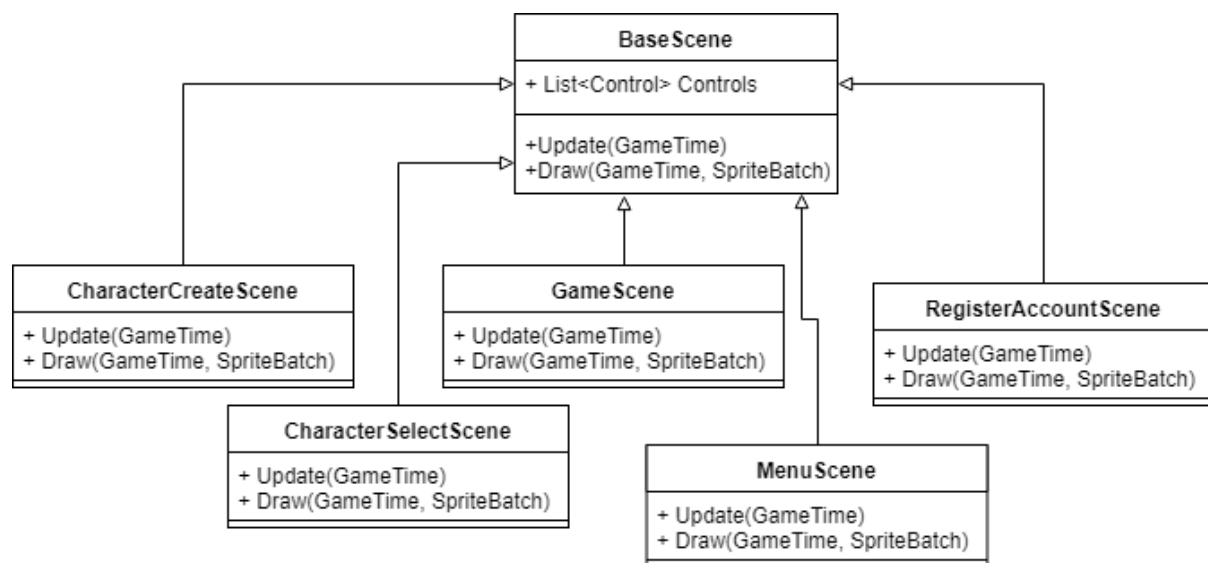 BaseScene
+ List<Control> Controls
+Update(GameTime)
+Draw(GameTime, SpriteBatch)
CharacterCreateScene
+ Update(GameTime)
+ Draw(GameTime, SpriteBatch)
GameScene
+ Update(GameTime)
+ Draw(GameTime, SpriteBatch)
RegisterAccountScene
+ Update(GameTime)
+ Draw(GameTime, SpriteBatch)
CharacterSelectScene
+ Update(GameTime)
+ Draw(GameTime, SpriteBatch)
MenuScene
+ Update(GameTime)
+ Draw(GameTime, SpriteBatch)